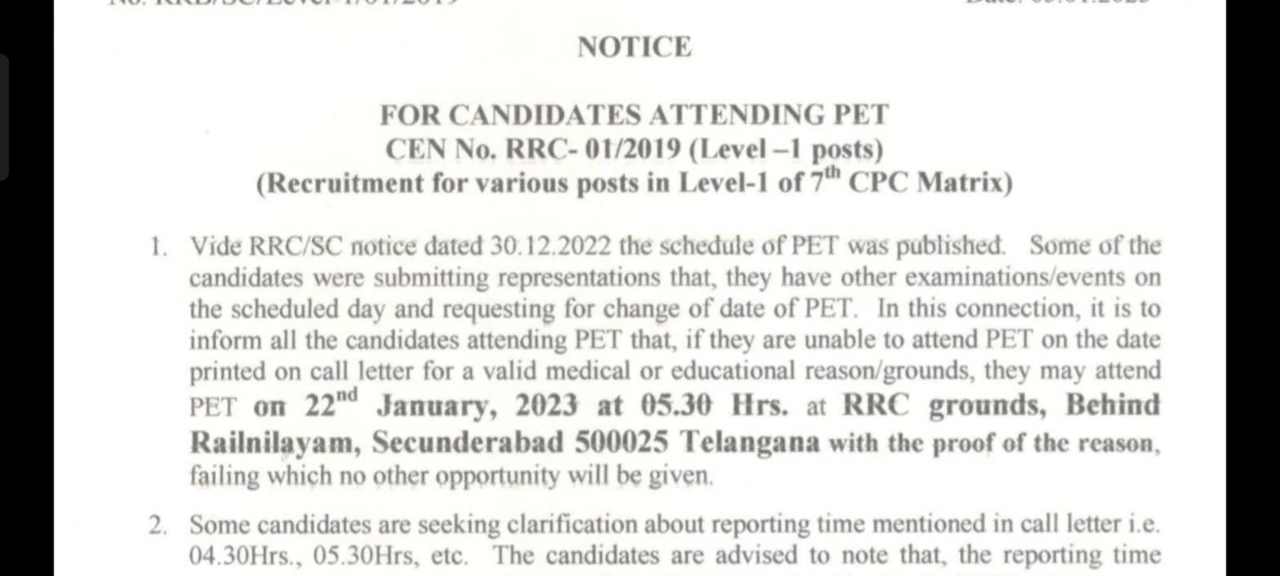 NOTICE
FOR CANDIDATES ATTENDING PET
CEN No. RRC- 01/2019 (Level –1 posts)
(Recruitment for various posts in Level-1 of 7th CPC Matrix)
1. Vide RRC/SC notice dated 30.12.2022 the schedule of PET was published. Some of the
candidates were submitting representations that, they have other examinations/events on
the scheduled day and requesting for change of date of PET. In this connection, it is to
inform all the candidates attending PET that, if they are unable to attend PET on the date
printed on call letter for a valid medical or educational reason/grounds, they may attend
PET on 22nd January, 2023 at 05.30 Hrs. at RRC grounds, Behind
Railnilayam, Secunderabad 500025 Telangana with the proof of the reason,
failing which no other opportunity will be given.
2. Some candidates are seeking clarification about reporting time mentioned in call letter i.e.
04.30Hrs., 05.30Hrs, etc. The candidates are advised to note that, the reporting time